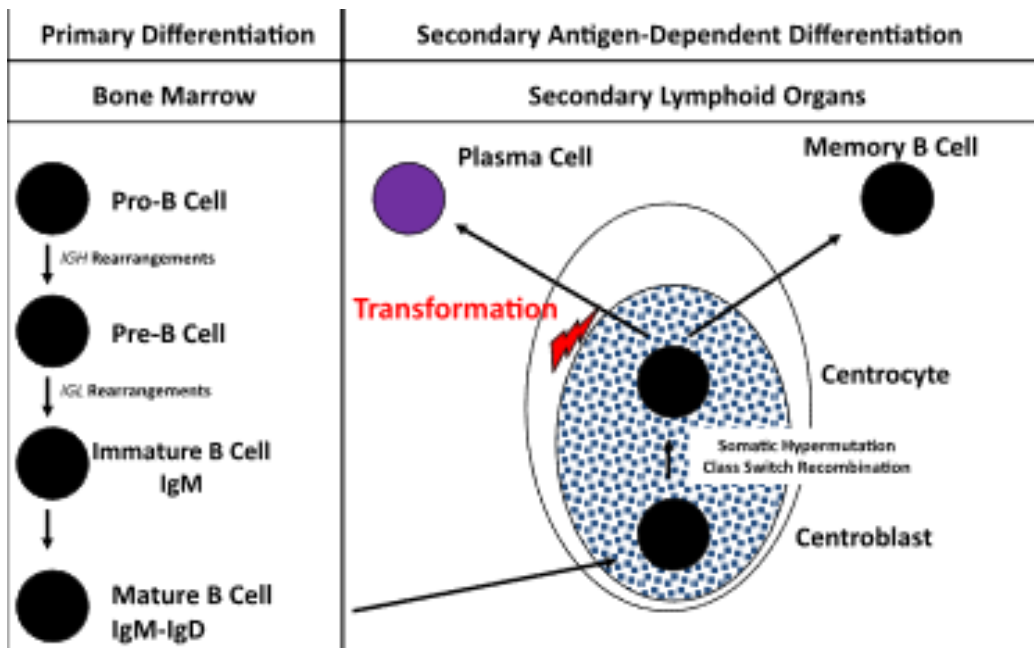 Primary Differentiation
Secondary Antigen-Dependent Differentiation
Bone Marrow
Secondary Lymphoid Organs
Pro-B Cell
IGH Rearrangements
Pre-B Cell
IGL Rearrangements
Immature B Cell
IgM
Mature B Cell
IgM-IgD
Plasma Cell
Memory B Cell
Transformation
Centrocyte
Somatic Hypermutation
Class Switch Recombination
Centroblast